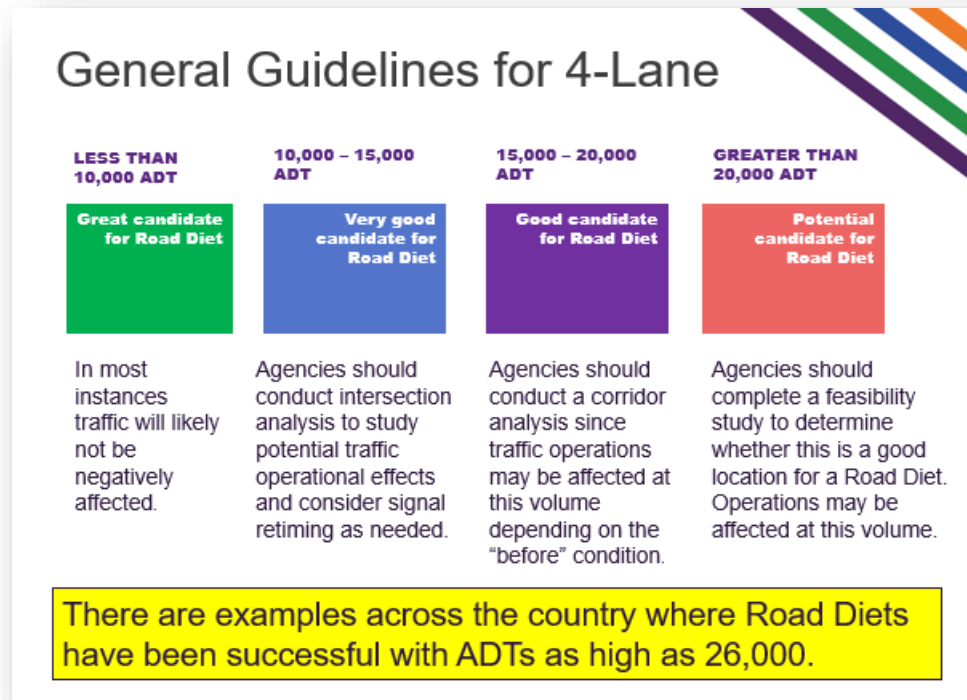 General Guidelines for 4-Lane
LESS THAN
10,000 ADT
Great candidate
for Road Diet
In most
instances
traffic will likely
not be
negatively
affected.
10,000 – 15,000
ADT
Very good
candidate for
Road Diet
Agencies should
conduct intersection
analysis to study
potential traffic
operational effects
and consider signal
retiming as needed.
15,000 – 20,000
ADT
Good candidate
for Road Diet
Agencies should
conduct a corridor
analysis since
traffic operations
may be affected at
this volume
depending on the
“before” condition.
GREATER THAN
20,000 ADT
Potential
candidate for
Road Diet
Agencies should
complete a feasibility
study to determine
whether this is a good
location for a Road Diet.
Operations may be
affected at this volume.
There are examples across the country where Road Diets
have been successful with ADTs as high as 26,000.